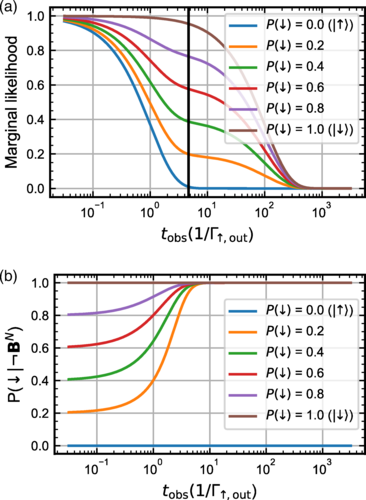 (a)
Marginal likelihood
1.0
0.8
0.6
0.4
0.2
0.0
P(↓) = 0.0 (|↑⟩)
P(↓) = 0.2
P(↓) = 0.4
P(↓) = 0.6
P(↓) = 0.8
P(↓) = 1.0 (|↓⟩)
10⁻¹ 10⁰ 10¹ 10² 10³
t_obs(1/Γ_↑,out)
(b)
P(↓|¬𝐁ᴺ)
1.0
0.8
0.6
0.4
0.2
0.0
P(↓) = 0.0 (|↑⟩)
P(↓) = 0.2
P(↓) = 0.4
P(↓) = 0.6
P(↓) = 0.8
P(↓) = 1.0 (|↓⟩)
10⁻¹ 10⁰ 10¹ 10² 10³
t_obs(1/Γ_↑,out)